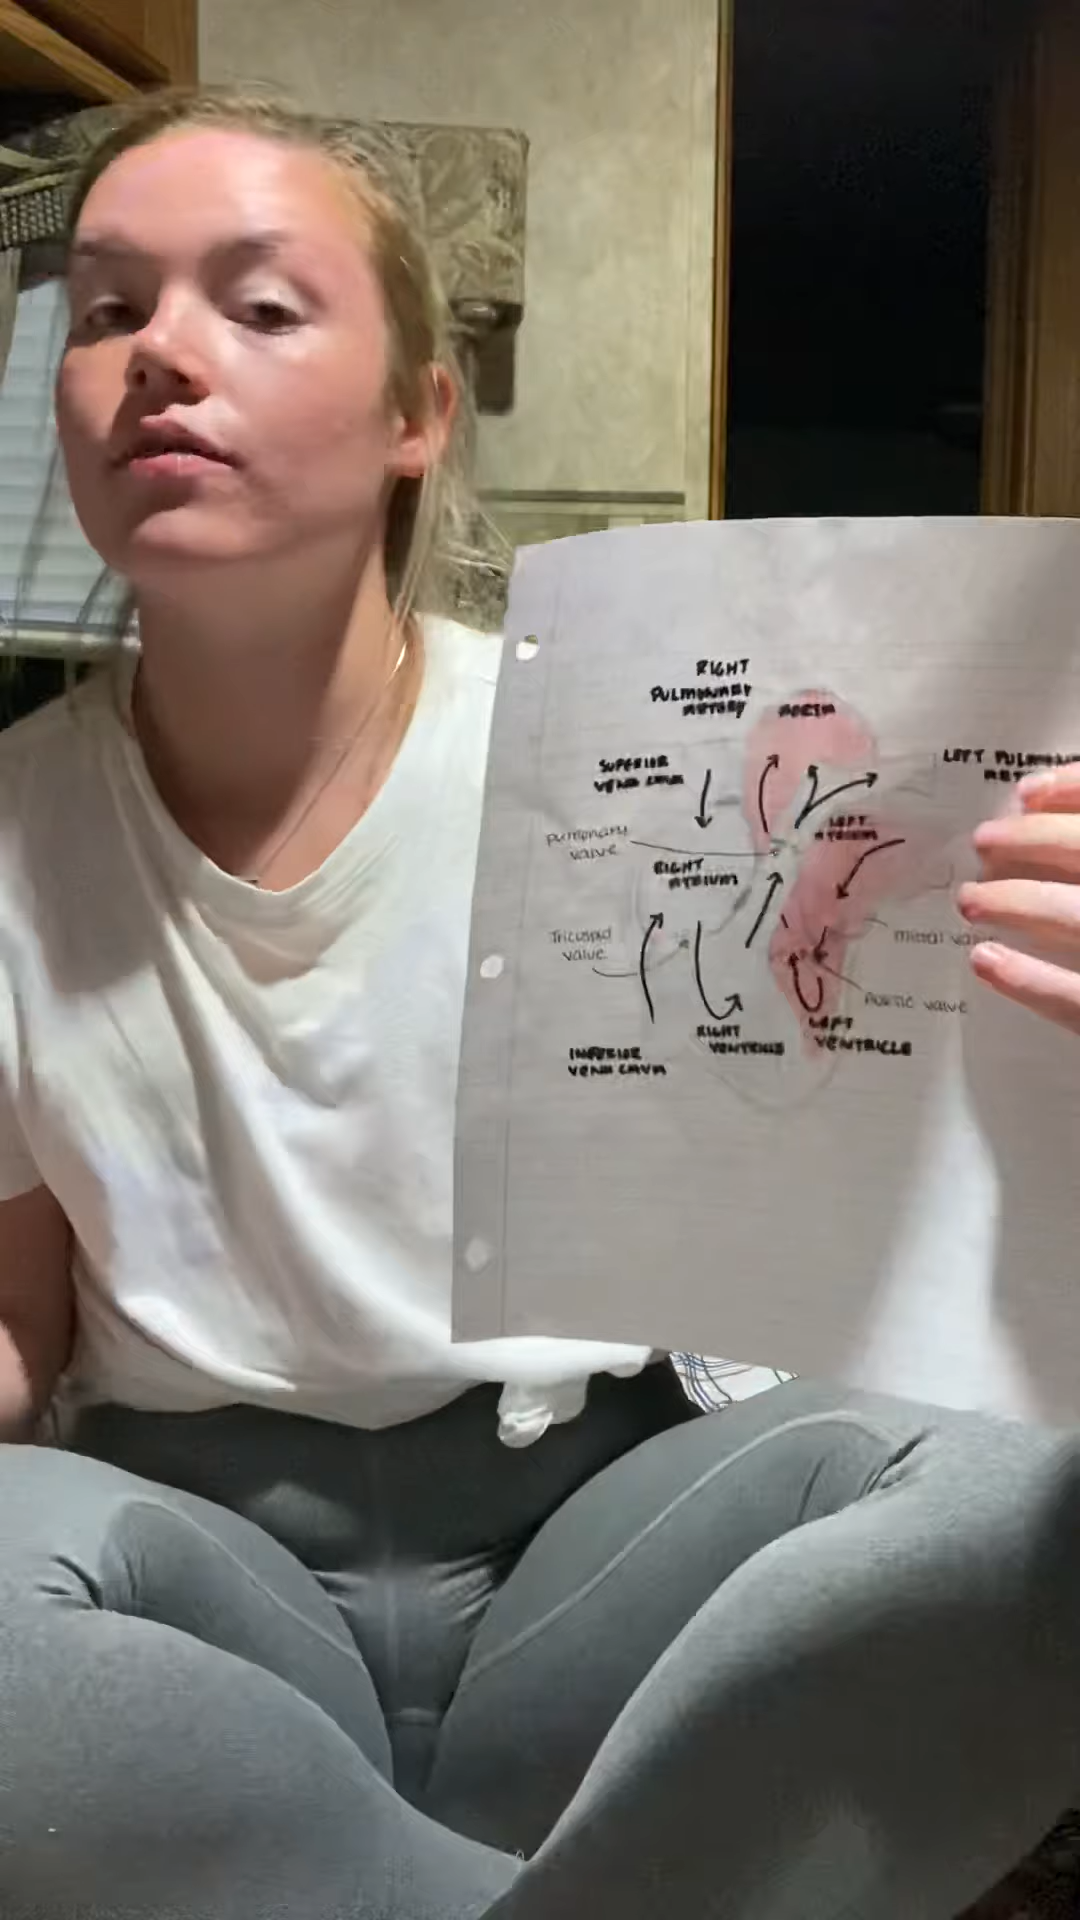 RIGHT
PULMONARY
ARTERY
AORTA
SUPERIOR
VENA CAVA
LEFT
Pulmonary
valve
LEFT
ATRIUM
RIGHT
ATRIUM
Tricuspid
valve
mitral
Aortic valve
RIGHT
VENTRICLE
LEFT
VENTRICLE
INFERIOR
VENA CAVA